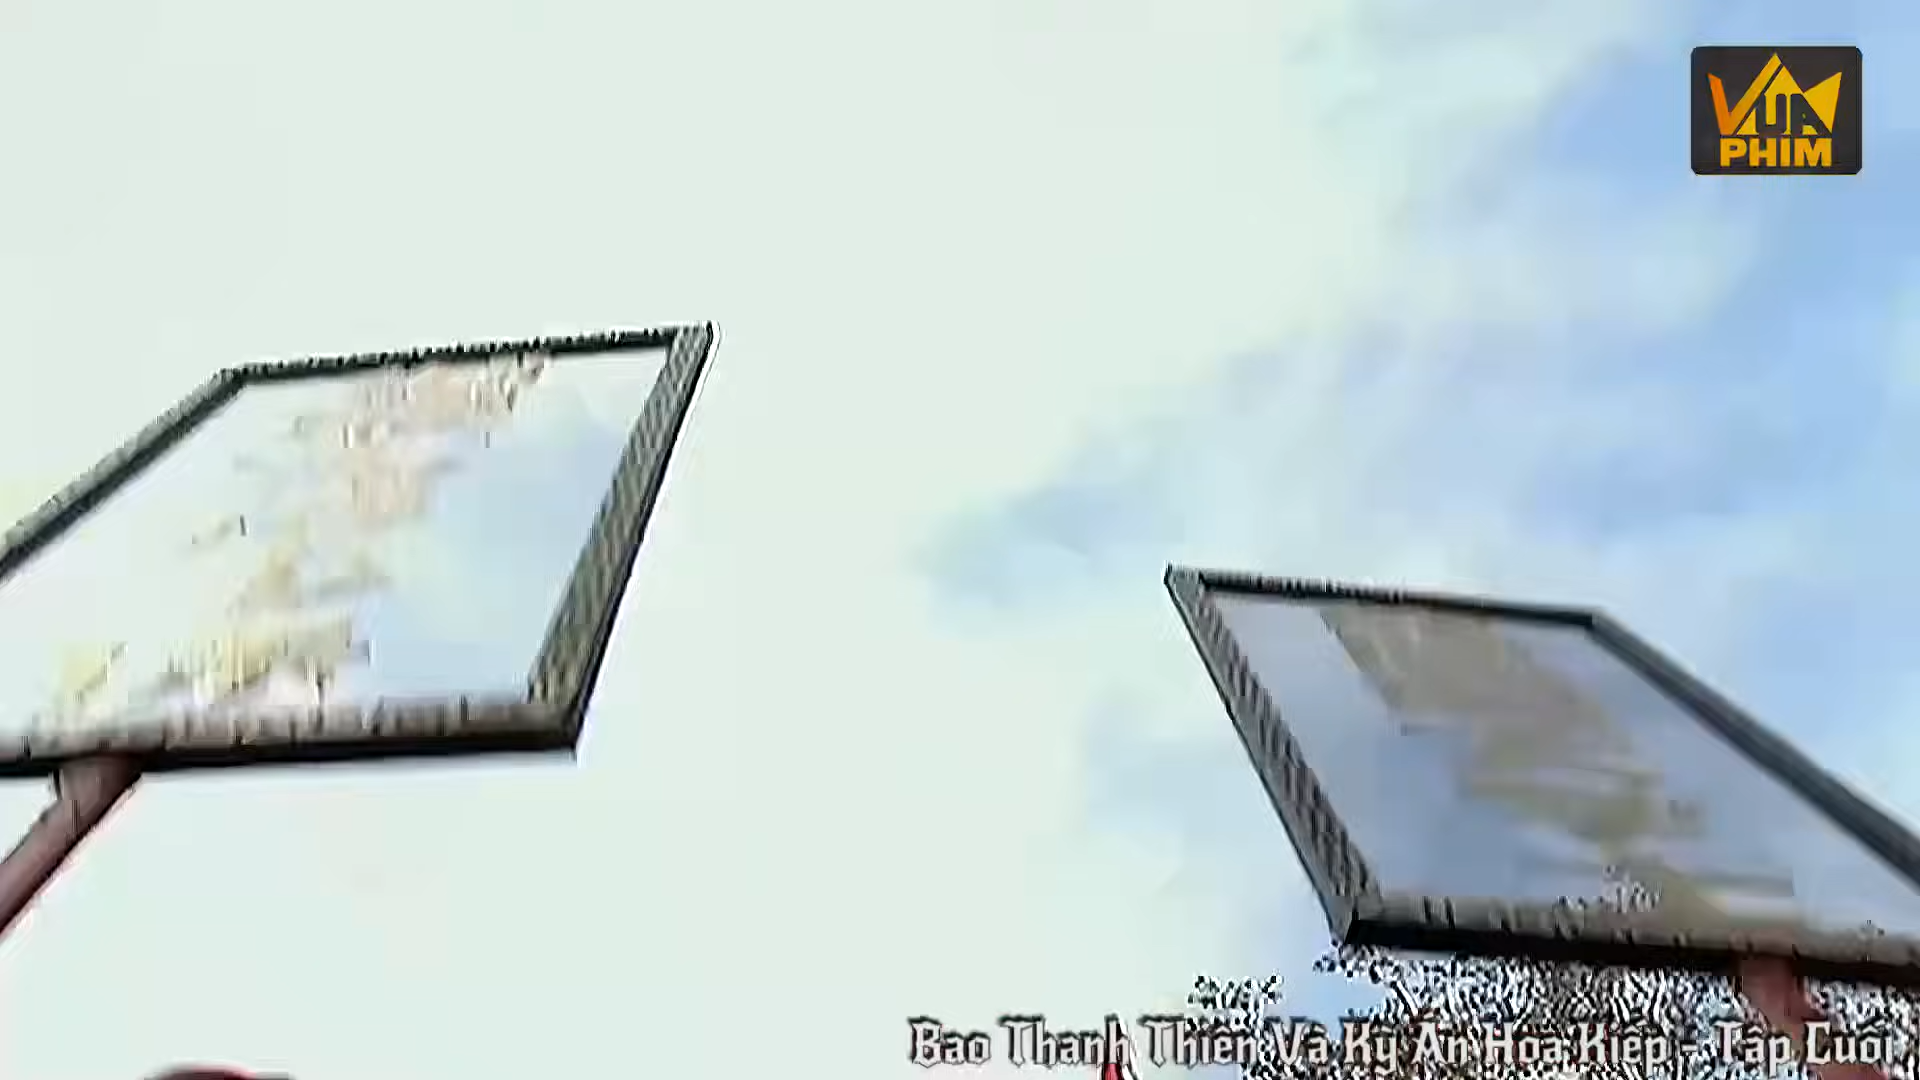 VUA
PHIM
Bao Thanh Thiên Và Kỳ Án Hoa Kiếp - Tập Cuối